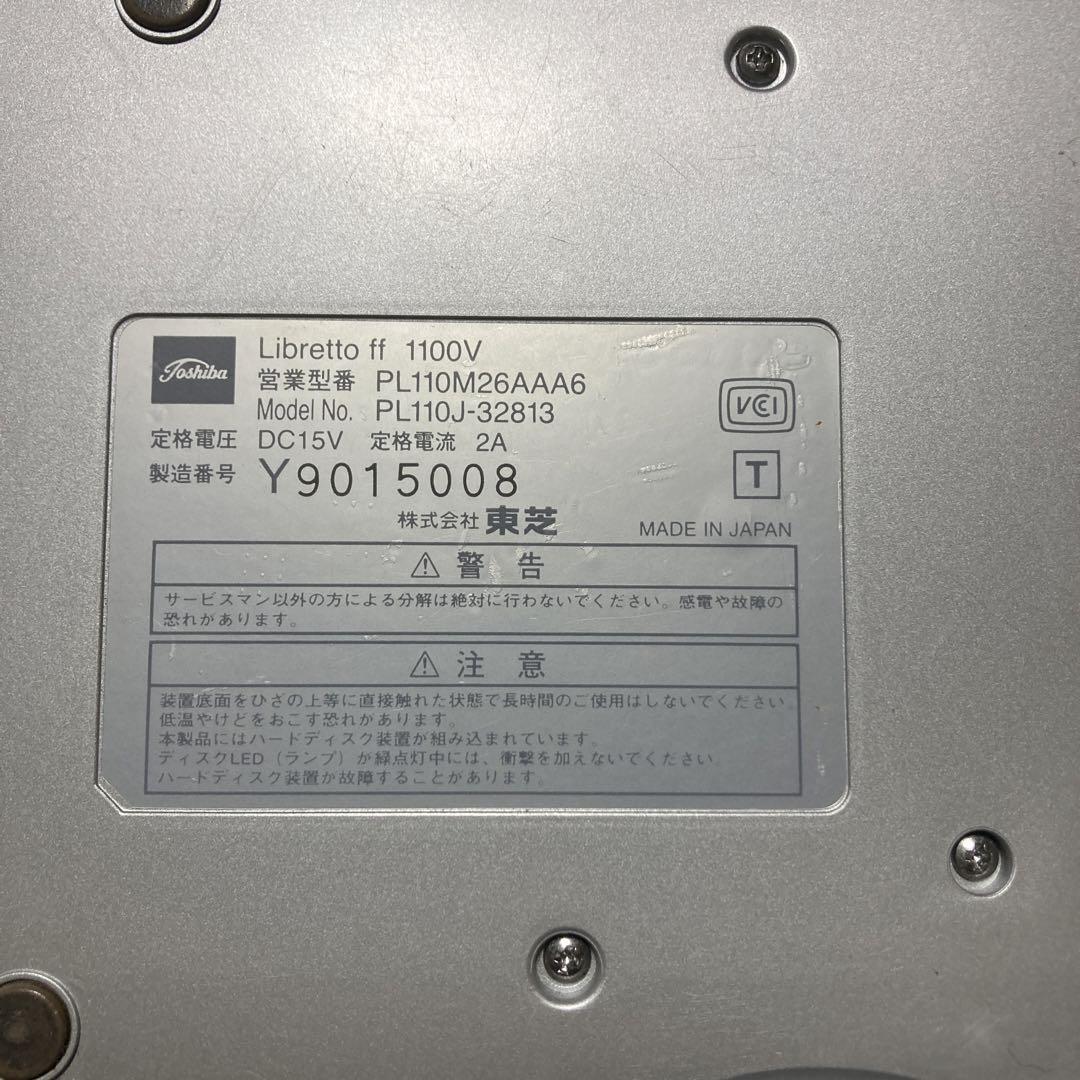 Toshiba
Libretto ff 1100V
営業型番 PL110M26AAA6
Model No. PL110J-32813
VCI
定格電圧 DC15V 定格電流 2A
製造番号 Y9015008
T
株式会社 東芝
MADE IN JAPAN
⚠ 警 告
サービスマン以外の方による分解は絶対に行わないでください。感電や故障の
恐れがあります。
⚠ 注 意
装置底面をひざの上等に直接触れた状態で長時間のご使用はしないでください。
低温やけどをおこす恐れがあります。
本製品にはハードディスク装置が組み込まれています。
ディスクLED(ランプ)が緑点灯中には、衝撃を加えないでください。
ハードディスク装置が故障することがあります。